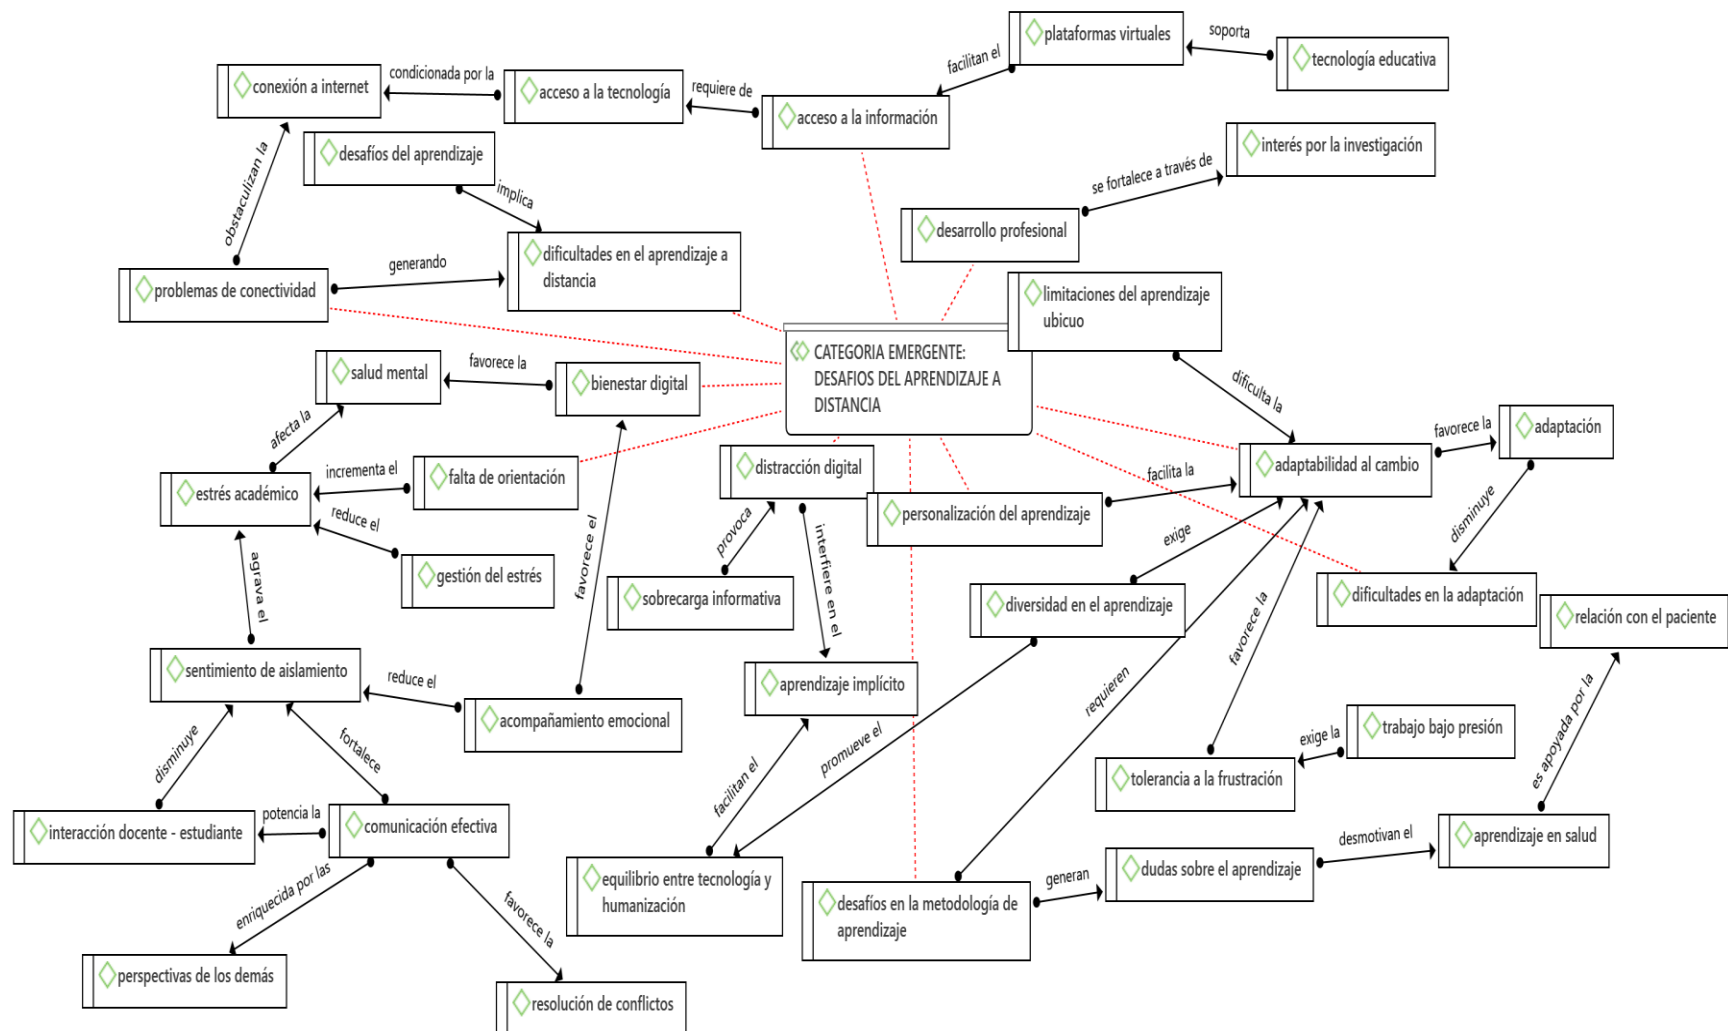 plataformas virtuales
soporta
tecnología educativa
facilitan el
conexión a internet
condicionada por la
acceso a la tecnología
requiere de
acceso a la información
desafíos del aprendizaje
interés por la investigación
se fortalece a través de
obstaculizan la
implica
desarrollo profesional
dificultades en el aprendizaje a
distancia
generando
problemas de conectividad
limitaciones del aprendizaje
ubicuo
CATEGORIA EMERGENTE:
DESAFIOS DEL APRENDIZAJE A
DISTANCIA
salud mental
favorece la
bienestar digital
dificulta la
afecta la
favorece la
adaptación
estrés académico
incrementa el
falta de orientación
distracción digital
facilita la
adaptabilidad al cambio
reduce el
personalización del aprendizaje
disminuye
provoca
exige
favorece el
interfiere en el
agrava el
gestión del estrés
sobrecarga informativa
diversidad en el aprendizaje
dificultades en la adaptación
relación con el paciente
favorece la
sentimiento de aislamiento
reduce el
acompañamiento emocional
aprendizaje implícito
requieren
promueve el
disminuye
fortalece
trabajo bajo presión
exige la
tolerancia a la frustración
es apoyada por la
facilitan el
interacción docente - estudiante
potencia la
comunicación efectiva
desmotivan el
aprendizaje en salud
enriquecida por las
favorece la
equilibrio entre tecnología y
humanización
desafíos en la metodología de
aprendizaje
generan
dudas sobre el aprendizaje
perspectivas de los demás
resolución de conflictos